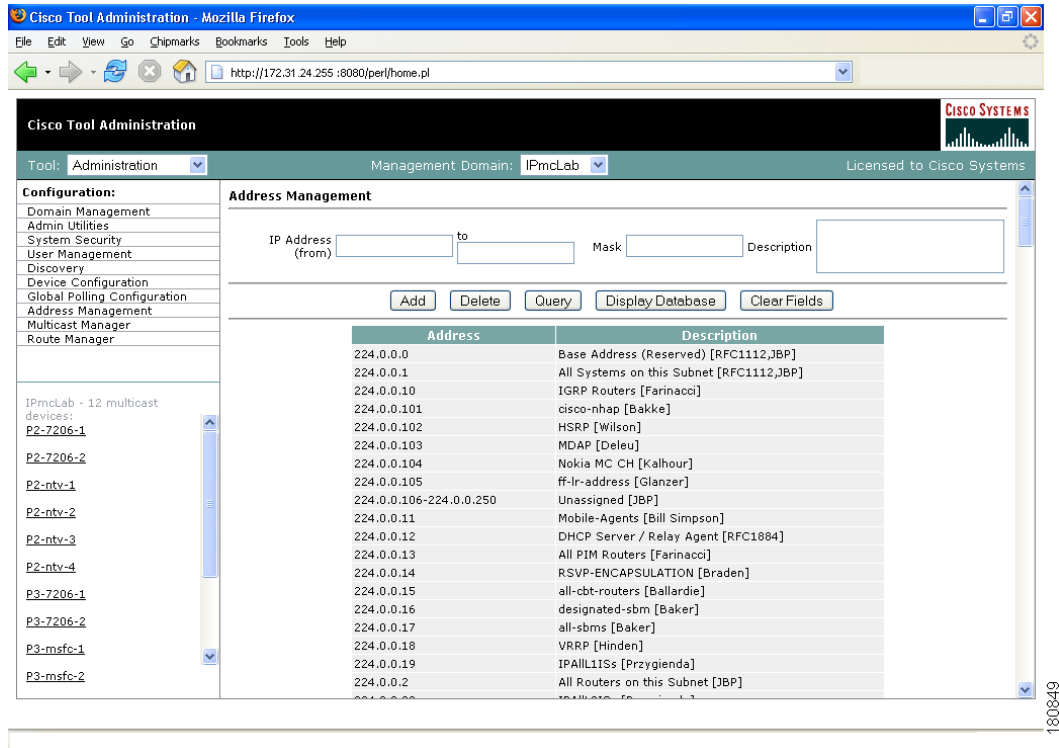 Cisco Tool Administration - Mozilla Firefox
File Edit View Go Chipmarks Bookmarks Tools Help
http://172.31.24.255 :8080/perl/home.pl
Cisco Tool Administration
CISCO SYSTEMS
Tool: Administration Management Domain: IPmcLab Licensed to Cisco Systems
Configuration:
Domain Management
Admin Utilities
System Security
User Management
Discovery
Device Configuration
Global Polling Configuration
Address Management
Multicast Manager
Route Manager
IPmcLab - 12 multicast
devices:
P2-7206-1
P2-7206-2
P2-ntv-1
P2-ntv-2
P2-ntv-3
P2-ntv-4
P3-7206-1
P3-7206-2
P3-msfc-1
P3-msfc-2
Address Management
IP Address (from) to Mask Description
Add Delete Query Display Database Clear Fields
Address Description
224.0.0.0 Base Address (Reserved) [RFC1112,JBP]
224.0.0.1 All Systems on this Subnet [RFC1112,JBP]
224.0.0.10 IGRP Routers [Farinacci]
224.0.0.101 cisco-nhap [Bakke]
224.0.0.102 HSRP [Wilson]
224.0.0.103 MDAP [Deleu]
224.0.0.104 Nokia MC CH [Kalhour]
224.0.0.105 ff-lr-address [Glanzer]
224.0.0.106-224.0.0.250 Unassigned [JBP]
224.0.0.11 Mobile-Agents [Bill Simpson]
224.0.0.12 DHCP Server / Relay Agent [RFC1884]
224.0.0.13 All PIM Routers [Farinacci]
224.0.0.14 RSVP-ENCAPSULATION [Braden]
224.0.0.15 all-cbt-routers [Ballardie]
224.0.0.16 designated-sbm [Baker]
224.0.0.17 all-sbms [Baker]
224.0.0.18 VRRP [Hinden]
224.0.0.19 IPAllL1ISs [Przygienda]
224.0.0.2 All Routers on this Subnet [JBP]
180849